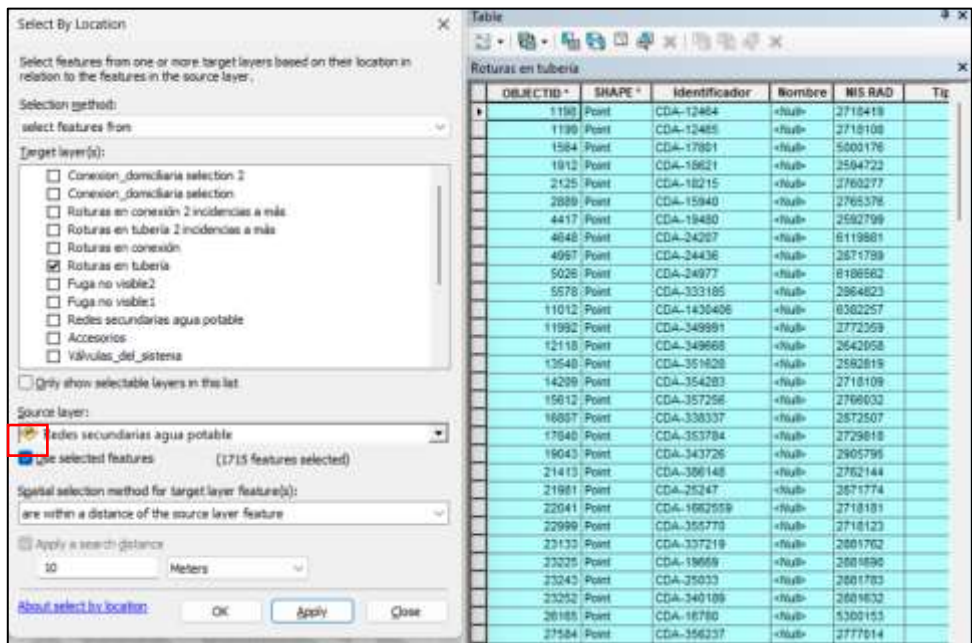 Select By Location
Select features from one or more target layers based on their location in
relation to the features in the source layer.
Selection method:
select features from
Target layer(s):
Conexion_domiciliaria selection 2
Conexion_domiciliaria selection
Roturas en conexión 2 incidencias a más
Roturas en tubería 2 incidencias a más
Roturas en conexión
Roturas en tubería
Fuga no visible2
Fuga no visible1
Redes secundarias agua potable
Accesorios
Válvulas_del_sistema
Only show selectable layers in this list
Source layer:
Redes secundarias agua potable
Use selected features (1715 features selected)
Spatial selection method for target layer feature(s):
are within a distance of the source layer feature
Apply a search distance
10 Meters
About select by location OK Apply Close
Table
Roturas en tubería
OBJECTID * SHAPE * Identificador Nombre NIS RAD Tip
1198 Point CDA-12464 <Null> 2718419
1199 Point CDA-12465 <Null> 2718108
1584 Point CDA-17801 <Null> 5000176
1912 Point CDA-18621 <Null> 2594722
2125 Point CDA-18215 <Null> 2760277
2889 Point CDA-15940 <Null> 2765376
4417 Point CDA-19480 <Null> 2592799
4648 Point CDA-24207 <Null> 6119881
4997 Point CDA-24436 <Null> 2871789
5026 Point CDA-24977 <Null> 6186562
5578 Point CDA-333185 <Null> 2964823
11012 Point CDA-1430406 <Null> 6382257
11992 Point CDA-349991 <Null> 2772359
12118 Point CDA-349668 <Null> 2642058
13540 Point CDA-351628 <Null> 2592819
14209 Point CDA-354283 <Null> 2718109
15612 Point CDA-357256 <Null> 2766032
16807 Point CDA-338337 <Null> 2872507
17640 Point CDA-353784 <Null> 2729818
19043 Point CDA-343726 <Null> 2905795
21413 Point CDA-386148 <Null> 2762144
21981 Point CDA-25247 <Null> 2871774
22041 Point CDA-1662559 <Null> 2718181
22999 Point CDA-355770 <Null> 2718123
23133 Point CDA-337219 <Null> 2881762
23225 Point CDA-19669 <Null> 2881690
23243 Point CDA-25033 <Null> 2881783
23252 Point CDA-340189 <Null> 2881632
26165 Point CDA-16780 <Null> 5300153
27584 Point CDA-356237 <Null> 2777014